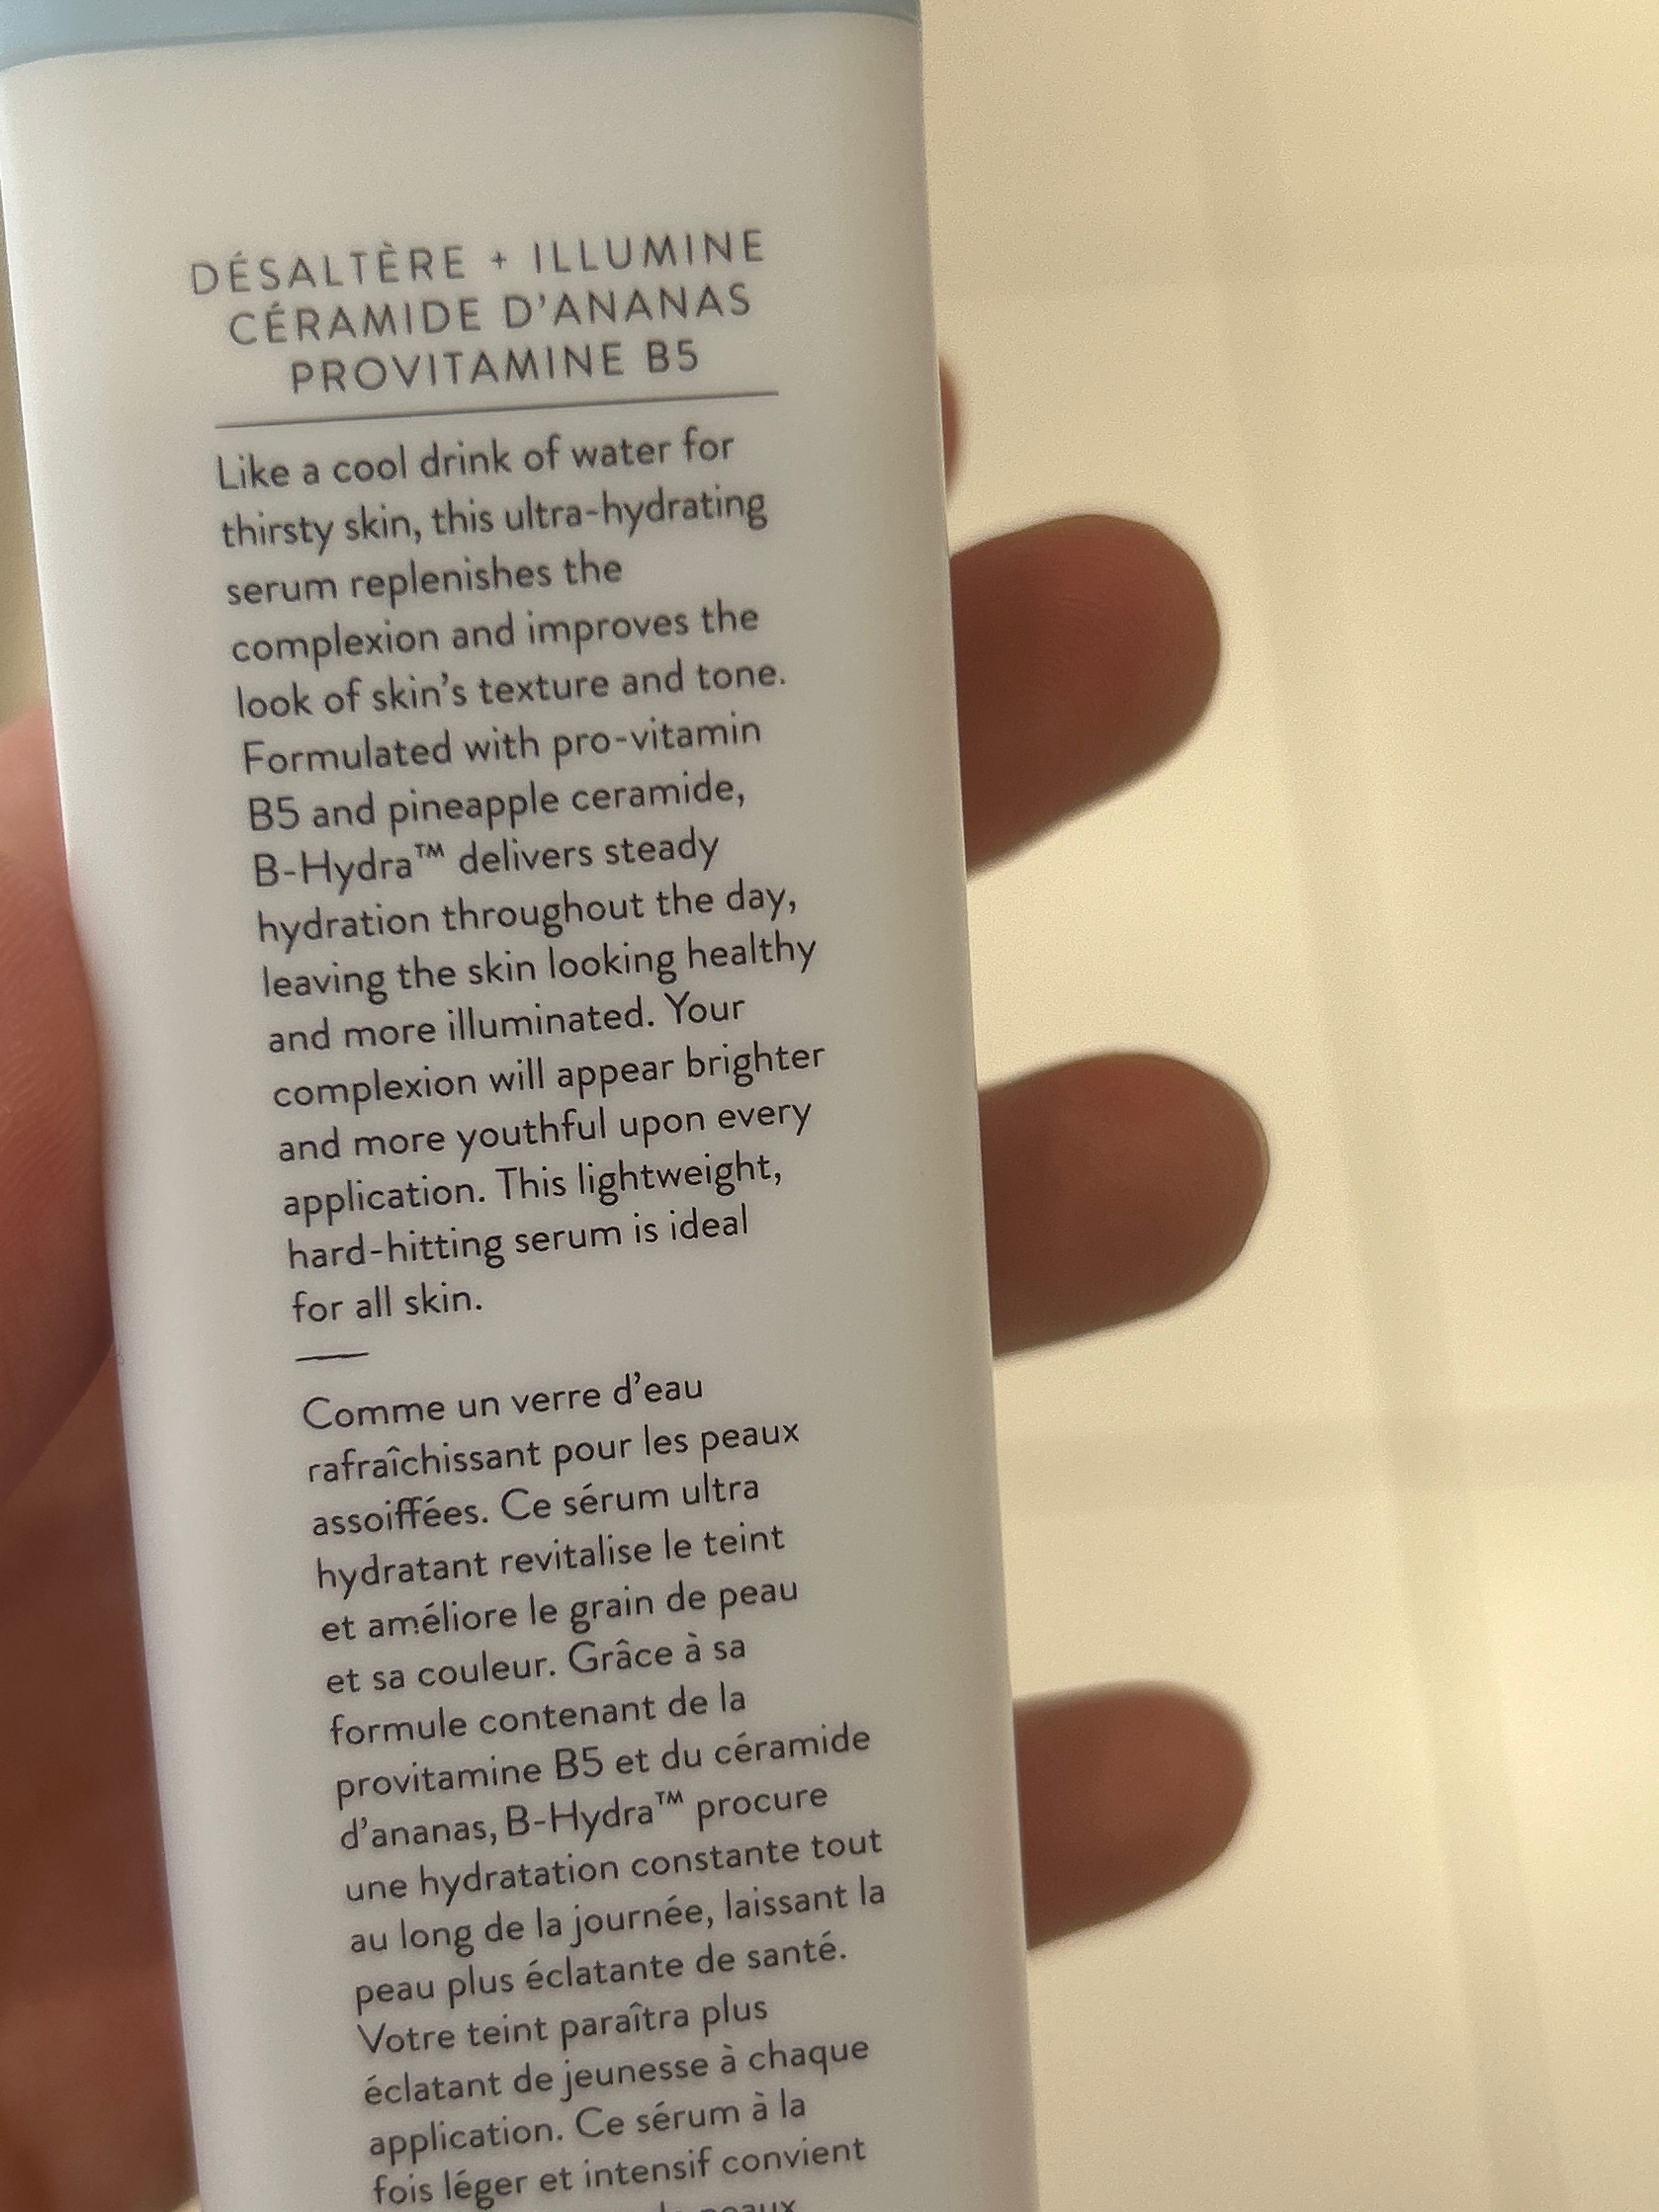 DÉSALTÈRE + ILLUMINE
CÉRAMIDE D'ANANAS
PROVITAMINE B5
Like a cool drink of water for
thirsty skin, this ultra-hydrating
serum replenishes the
complexion and improves the
look of skin's texture and tone.
Formulated with pro-vitamin
B5 and pineapple ceramide,
B-Hydra™ delivers steady
hydration throughout the day,
leaving the skin looking healthy
and more illuminated. Your
complexion will appear brighter
and more youthful upon every
application. This lightweight,
hard-hitting serum is ideal
for all skin.
Comme un verre d'eau
rafraîchissant pour les peaux
assoiffées. Ce sérum ultra
hydratant revitalise le teint
et améliore le grain de peau
et sa couleur. Grâce à sa
formule contenant de la
provitamine B5 et du céramide
d'ananas, B-Hydra™ procure
une hydratation constante tout
au long de la journée, laissant la
peau plus éclatante de santé.
Votre teint paraîtra plus
éclatant de jeunesse à chaque
application. Ce sérum à la
fois léger et intensif convient
peaux